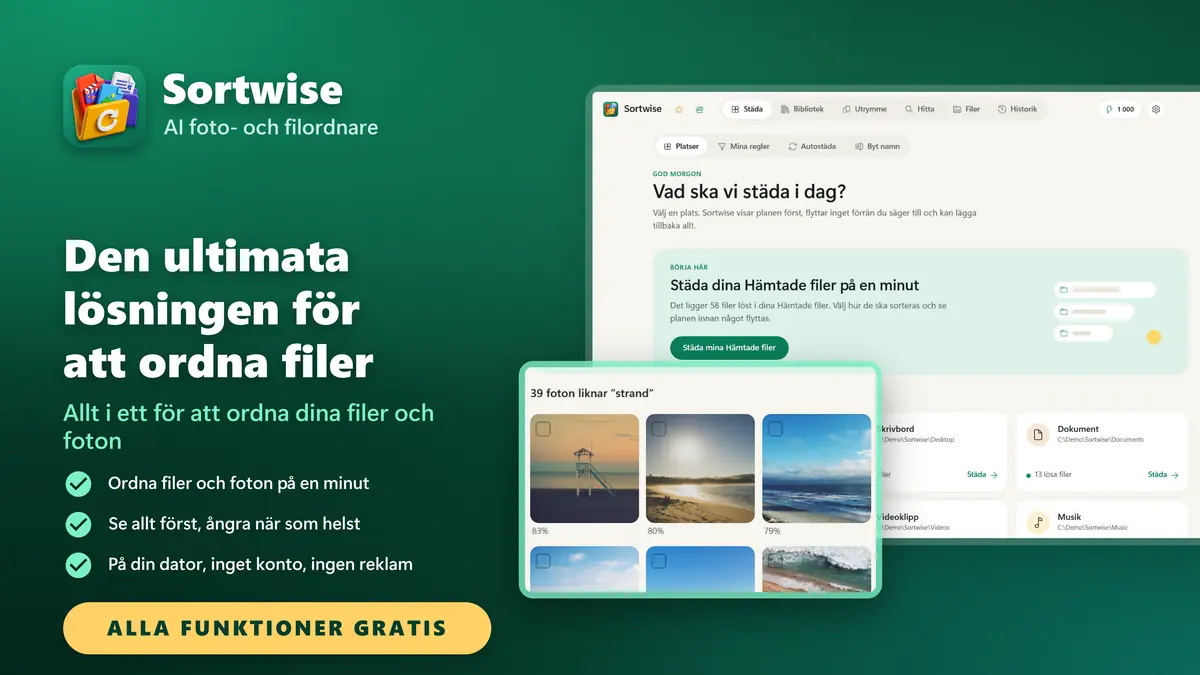 Sortwise
AI foto- och filordnare
Den ultimata
lösningen för
att ordna filer
Allt i ett för att ordna dina filer och
foton
Ordna filer och foton på en minut
Se allt först, ångra när som helst
På din dator, inget konto, ingen reklam
ALLA FUNKTIONER GRATIS
Sortwise
Städa
Bibliotek
Utrymme
Hitta
Filer
Historik
1 000
Platser
Mina regler
Autostäda
Byt namn
GOD MORGON
Vad ska vi städa i dag?
Välj en plats. Sortwise visar planen först, flyttar inget förrän du säger till och kan lägga
tillbaka allt.
BÖRJA HÄR
Städa dina Hämtade filer på en minut
Det ligger 58 filer löst i dina Hämtade filer. Välj hur de ska sorteras och se
planen innan något flyttas.
Städa mina Hämtade filer
39 foton liknar ”strand”
83%
80%
79%
krivbord
:\Demo\Sortwise\Desktop
ler
Städa
Dokument
C:\Demo\Sortwise\Documents
13 lösa filer
Städa
Videoklipp
:\Demo\Sortwise\Videos
Musik
C:\Demo\Sortwise\Music